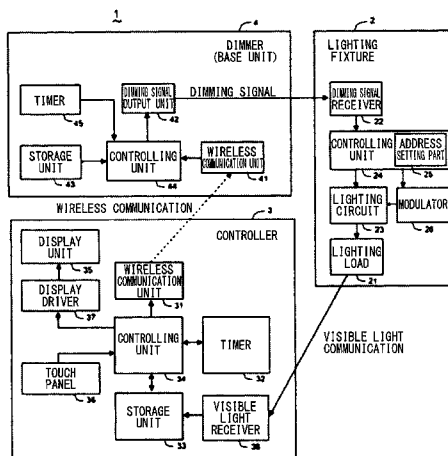 1
4
DIMMER
(BASE UNIT)
TIMER
45
DIMMING SIGNAL
OUTPUT UNIT
42
DIMMING SIGNAL
STORAGE
UNIT
43
CONTROLLING
UNIT
44
WIRELESS
COMMUNICATION UNIT
41
WIRELESS COMMUNICATION
2
LIGHTING
FIXTURE
DIMMING SIGNAL
RECEIVER
22
CONTROLLING
UNIT
24
ADDRESS
SETTING PART
25
LIGHTING
CIRCUIT
23
MODULATOR
26
LIGHTING
LOAD
21
VISIBLE LIGHT
COMMUNICATION
3
CONTROLLER
DISPLAY
UNIT
35
WIRELESS
COMMUNICATION
UNIT
31
DISPLAY
DRIVER
37
CONTROLLING
UNIT
34
TIMER
32
TOUCH
PANEL
36
STORAGE
UNIT
33
VISIBLE
LIGHT
RECEIVER
38